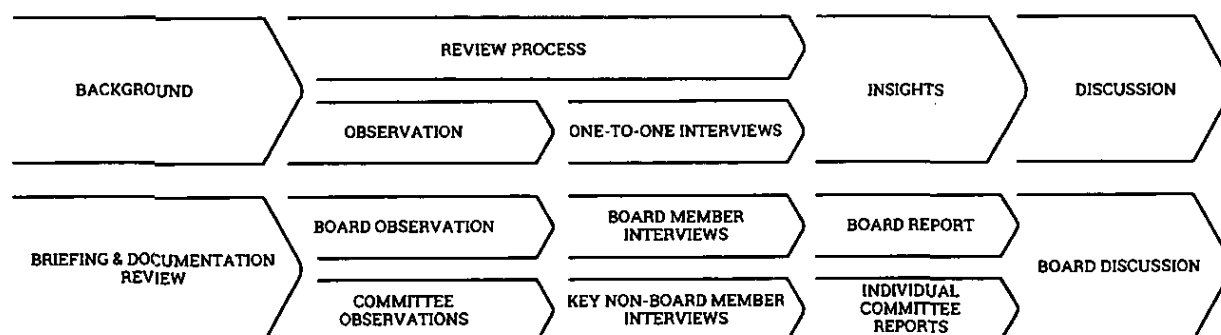 BACKGROUND
REVIEW PROCESS
OBSERVATION
ONE-TO-ONE INTERVIEWS
INSIGHTS
DISCUSSION
BRIEFING & DOCUMENTATION
REVIEW
BOARD OBSERVATION
COMMITTEE
OBSERVATIONS
BOARD MEMBER
INTERVIEWS
KEY NON-BOARD MEMBER
INTERVIEWS
BOARD REPORT
INDIVIDUAL
COMMITTEE
REPORTS
BOARD DISCUSSION